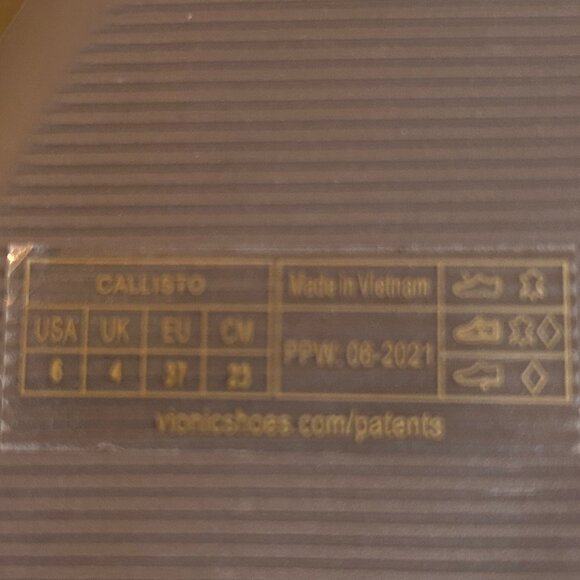 CALLISTO Made in Vietnam
USA UK EU CM
6 4 37 23 PPW: 06-2021
vionicshoes.com/patents